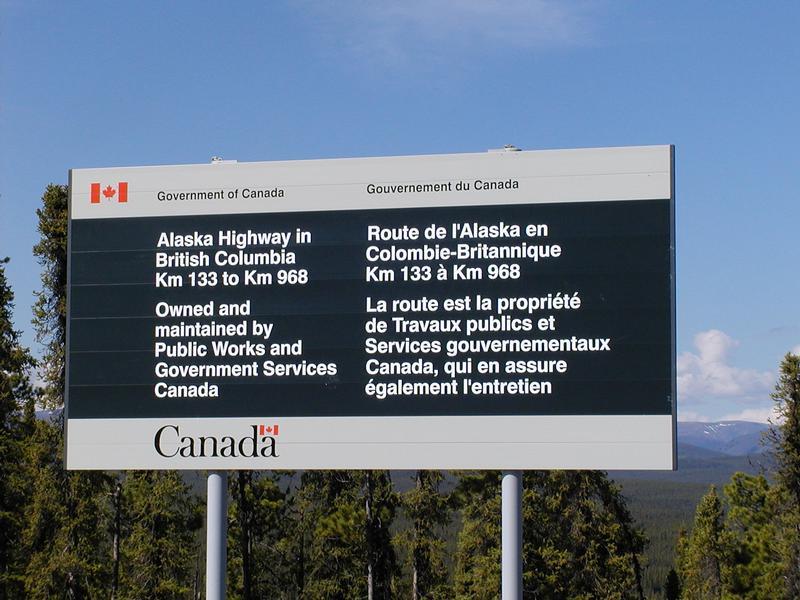 Government of Canada
Gouvernement du Canada
Alaska Highway in
British Columbia
Km 133 to Km 968
Owned and
maintained by
Public Works and
Government Services
Canada
Route de l'Alaska en
Colombie-Britannique
Km 133 à Km 968
La route est la propriété
de Travaux publics et
Services gouvernementaux
Canada, qui en assure
également l'entretien
Canada